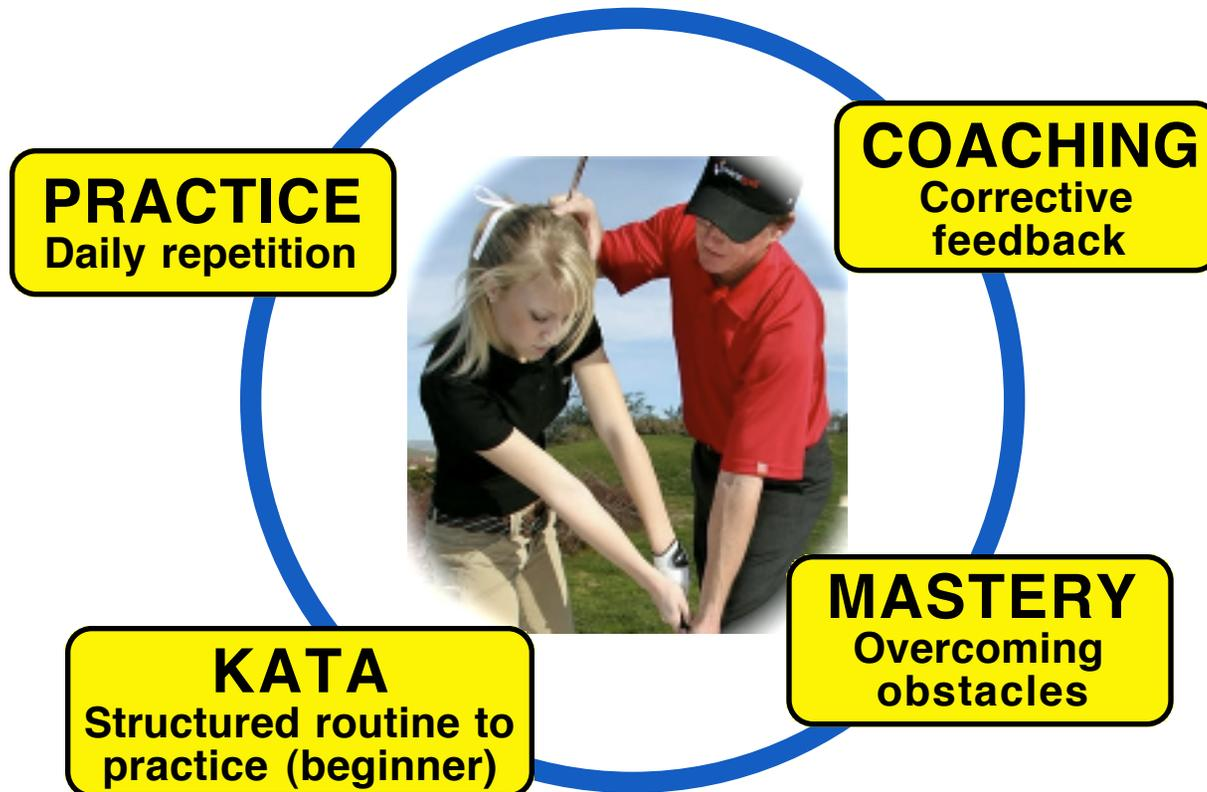 PRACTICE
Daily repetition
COACHING
Corrective
feedback
MASTERY
Overcoming
obstacles
KATA
Structured routine to
practice (beginner)